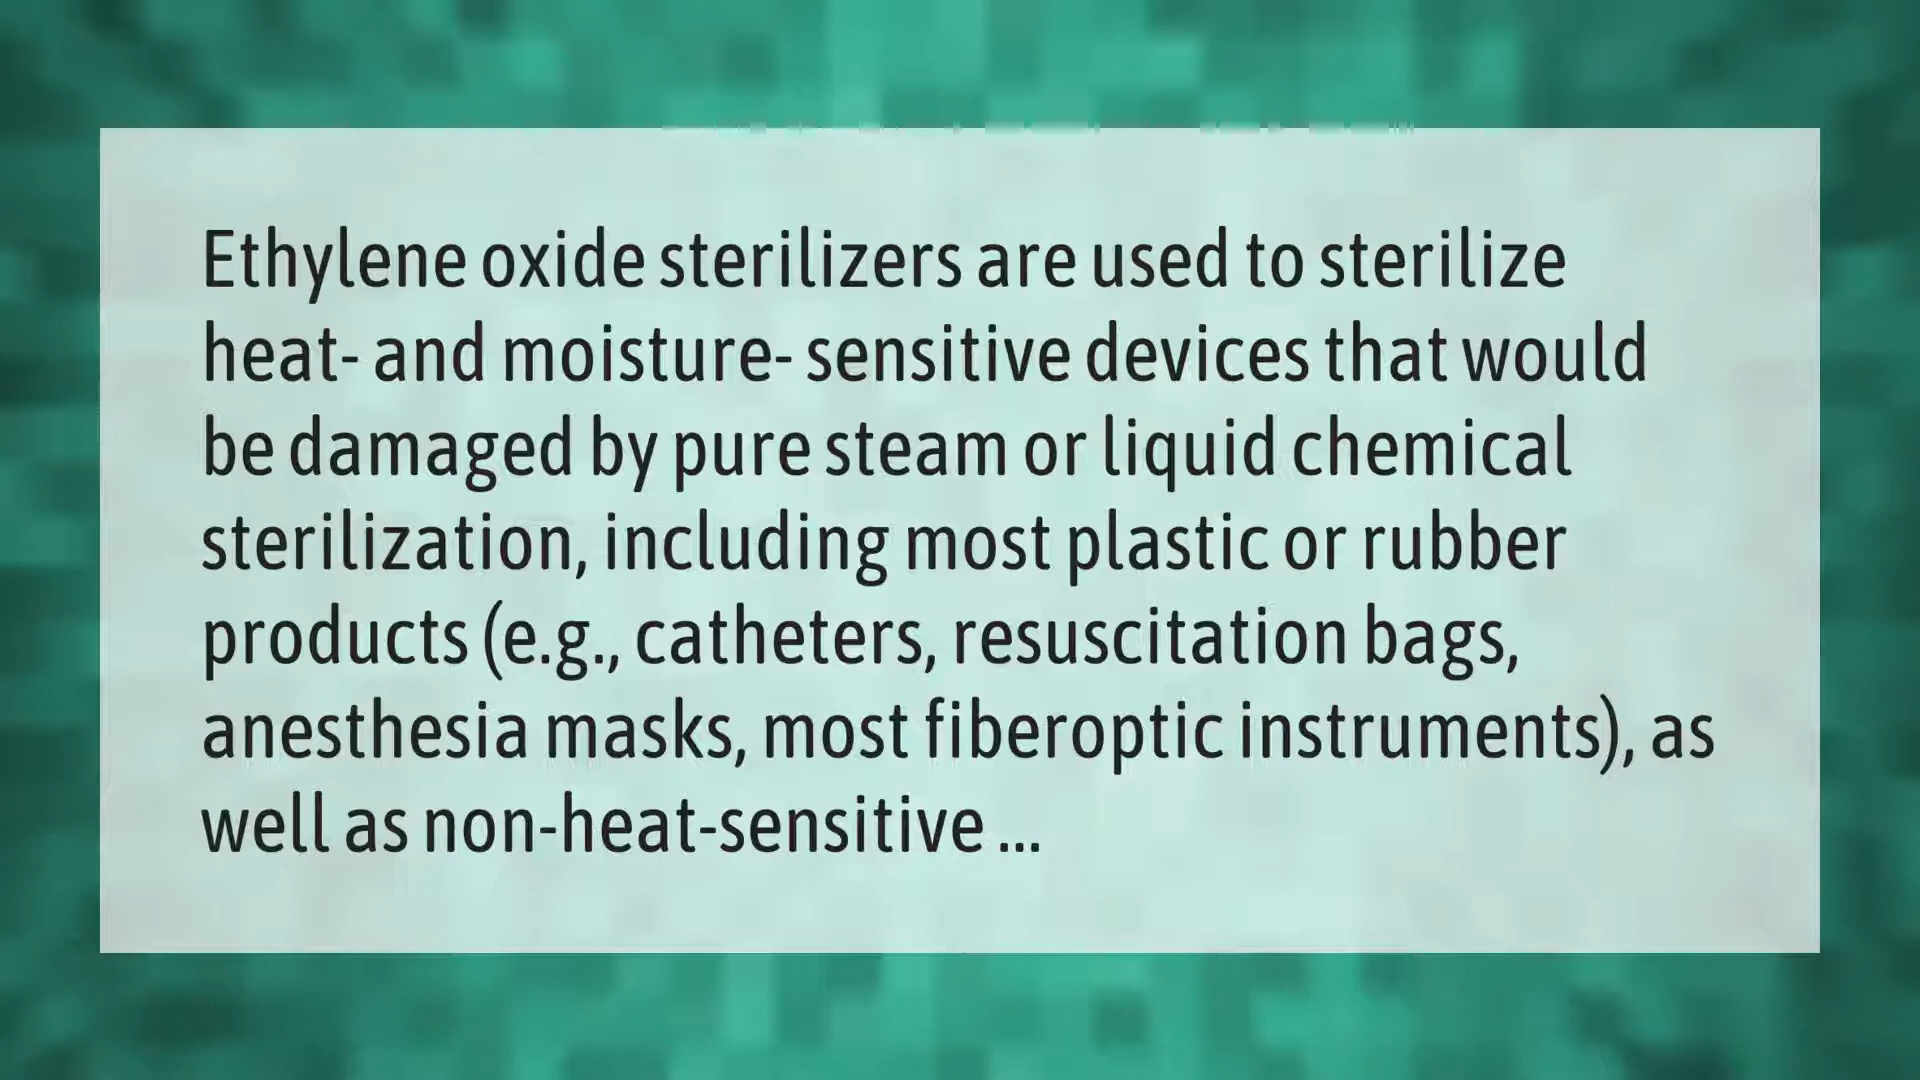 Ethylene oxide sterilizers are used to sterilize
heat- and moisture- sensitive devices that would
be damaged by pure steam or liquid chemical
sterilization, including most plastic or rubber
products (e.g., catheters, resuscitation bags,
anesthesia masks, most fiberoptic instruments), as
well as non-heat-sensitive ...